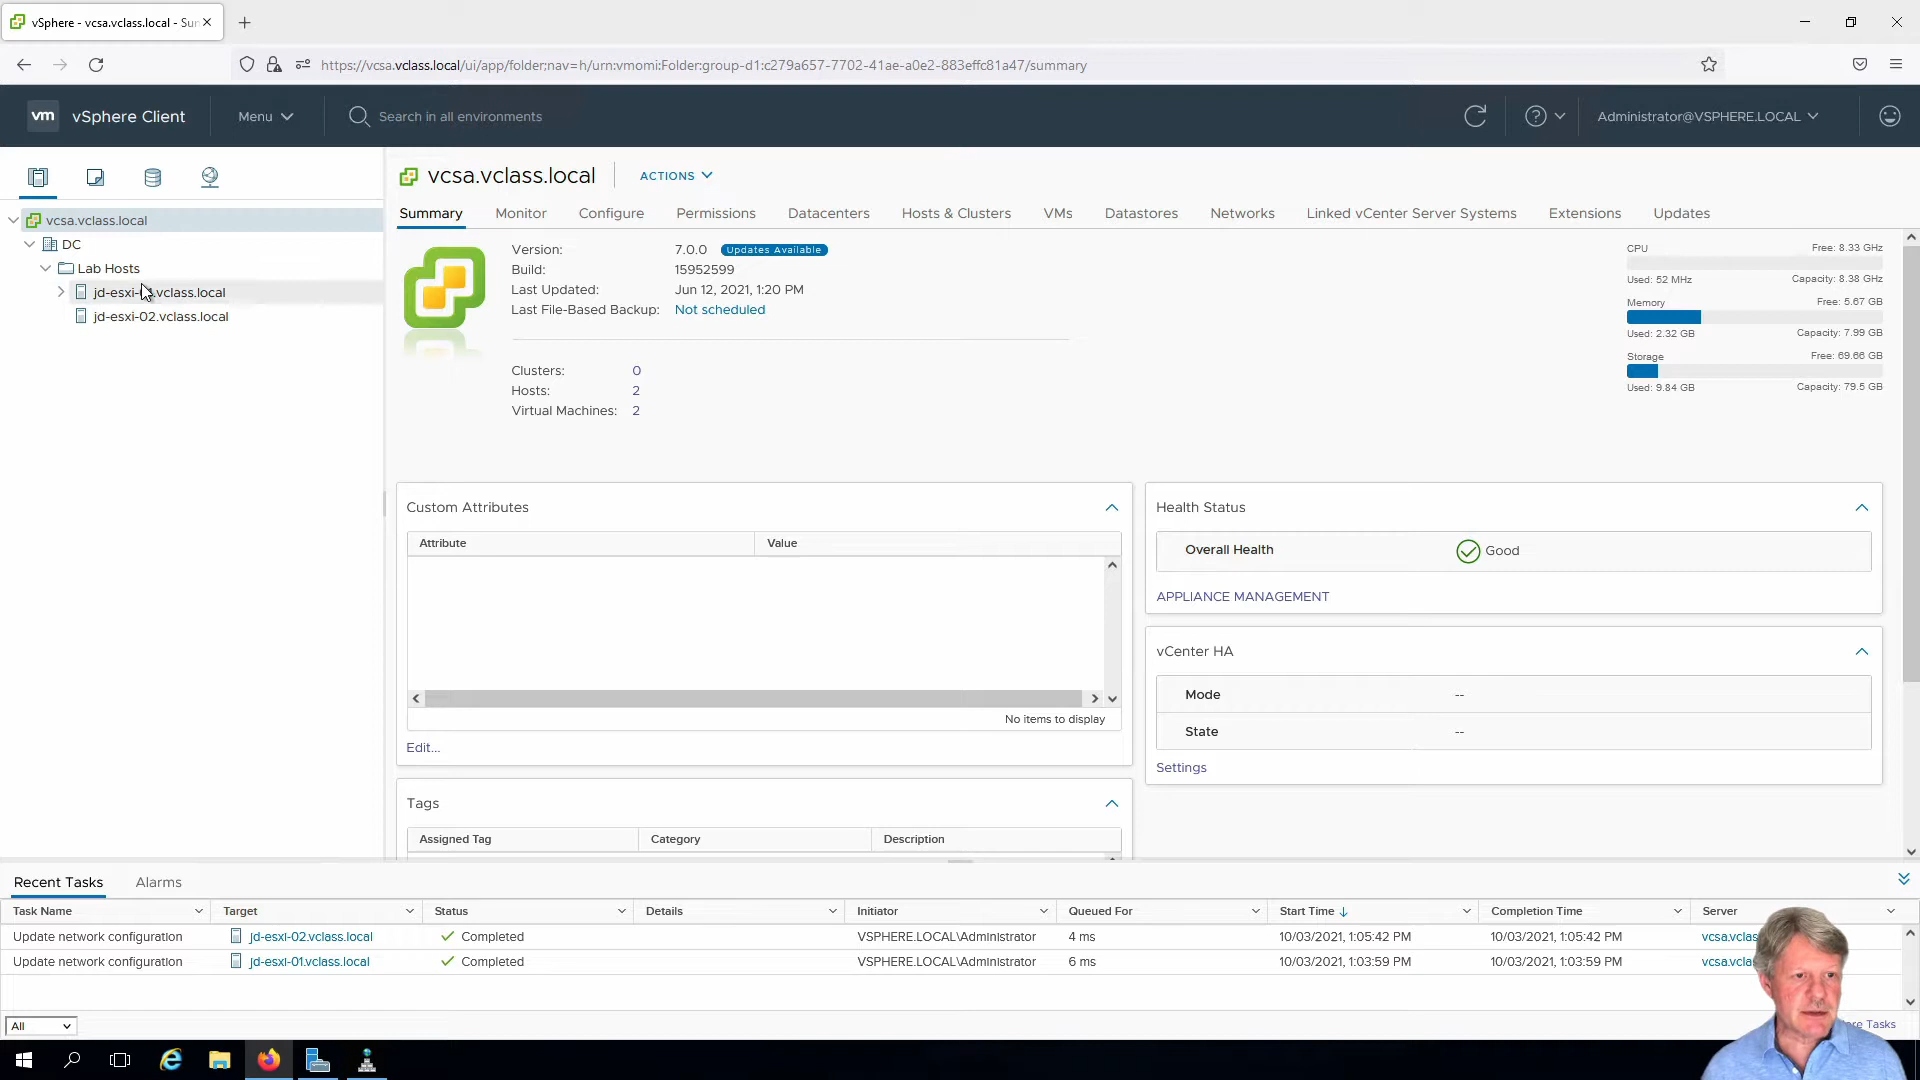 vSphere - vcsa.vclass.local - Su
https://vcsa.vclass.local/ui/app/folder;nav=h/urn:vmomi:Folder:group-d1:c279a657-7702-41ae-a0e2-883effc81a47/summary
vm vSphere Client Menu Search in all environments Administrator@VSPHERE.LOCAL
vcsa.vclass.local ACTIONS
Summary Monitor Configure Permissions Datacenters Hosts & Clusters VMs Datastores Networks Linked vCenter Server Systems Extensions Updates
vcsa.vclass.local
DC
Lab Hosts
jd-esxi-vclass.local
jd-esxi-02.vclass.local
Version: 7.0.0 Updates Available
Build: 15952599
Last Updated: Jun 12, 2021, 1:20 PM
Last File-Based Backup: Not scheduled
Clusters: 0
Hosts: 2
Virtual Machines: 2
CPU Free: 8.33 GHz
Used: 52 MHz Capacity: 8.38 GHz
Memory Free: 5.67 GB
Used: 2.32 GB Capacity: 7.99 GB
Storage Free: 69.66 GB
Used: 9.84 GB Capacity: 79.5 GB
Custom Attributes
Attribute Value
No items to display
Edit...
Tags
Assigned Tag Category Description
Health Status
Overall Health Good
APPLIANCE MANAGEMENT
vCenter HA
Mode --
State --
Settings
Recent Tasks Alarms
Task Name Target Status Details Initiator Queued For Start Time Completion Time Server
Update network configuration jd-esxi-02.vclass.local Completed VSPHERE.LOCAL\Administrator 4 ms 10/03/2021, 1:05:42 PM 10/03/2021, 1:05:42 PM vcsa.vclas
Update network configuration jd-esxi-01.vclass.local Completed VSPHERE.LOCAL\Administrator 6 ms 10/03/2021, 1:03:59 PM 10/03/2021, 1:03:59 PM vcsa.vcla
All Tasks